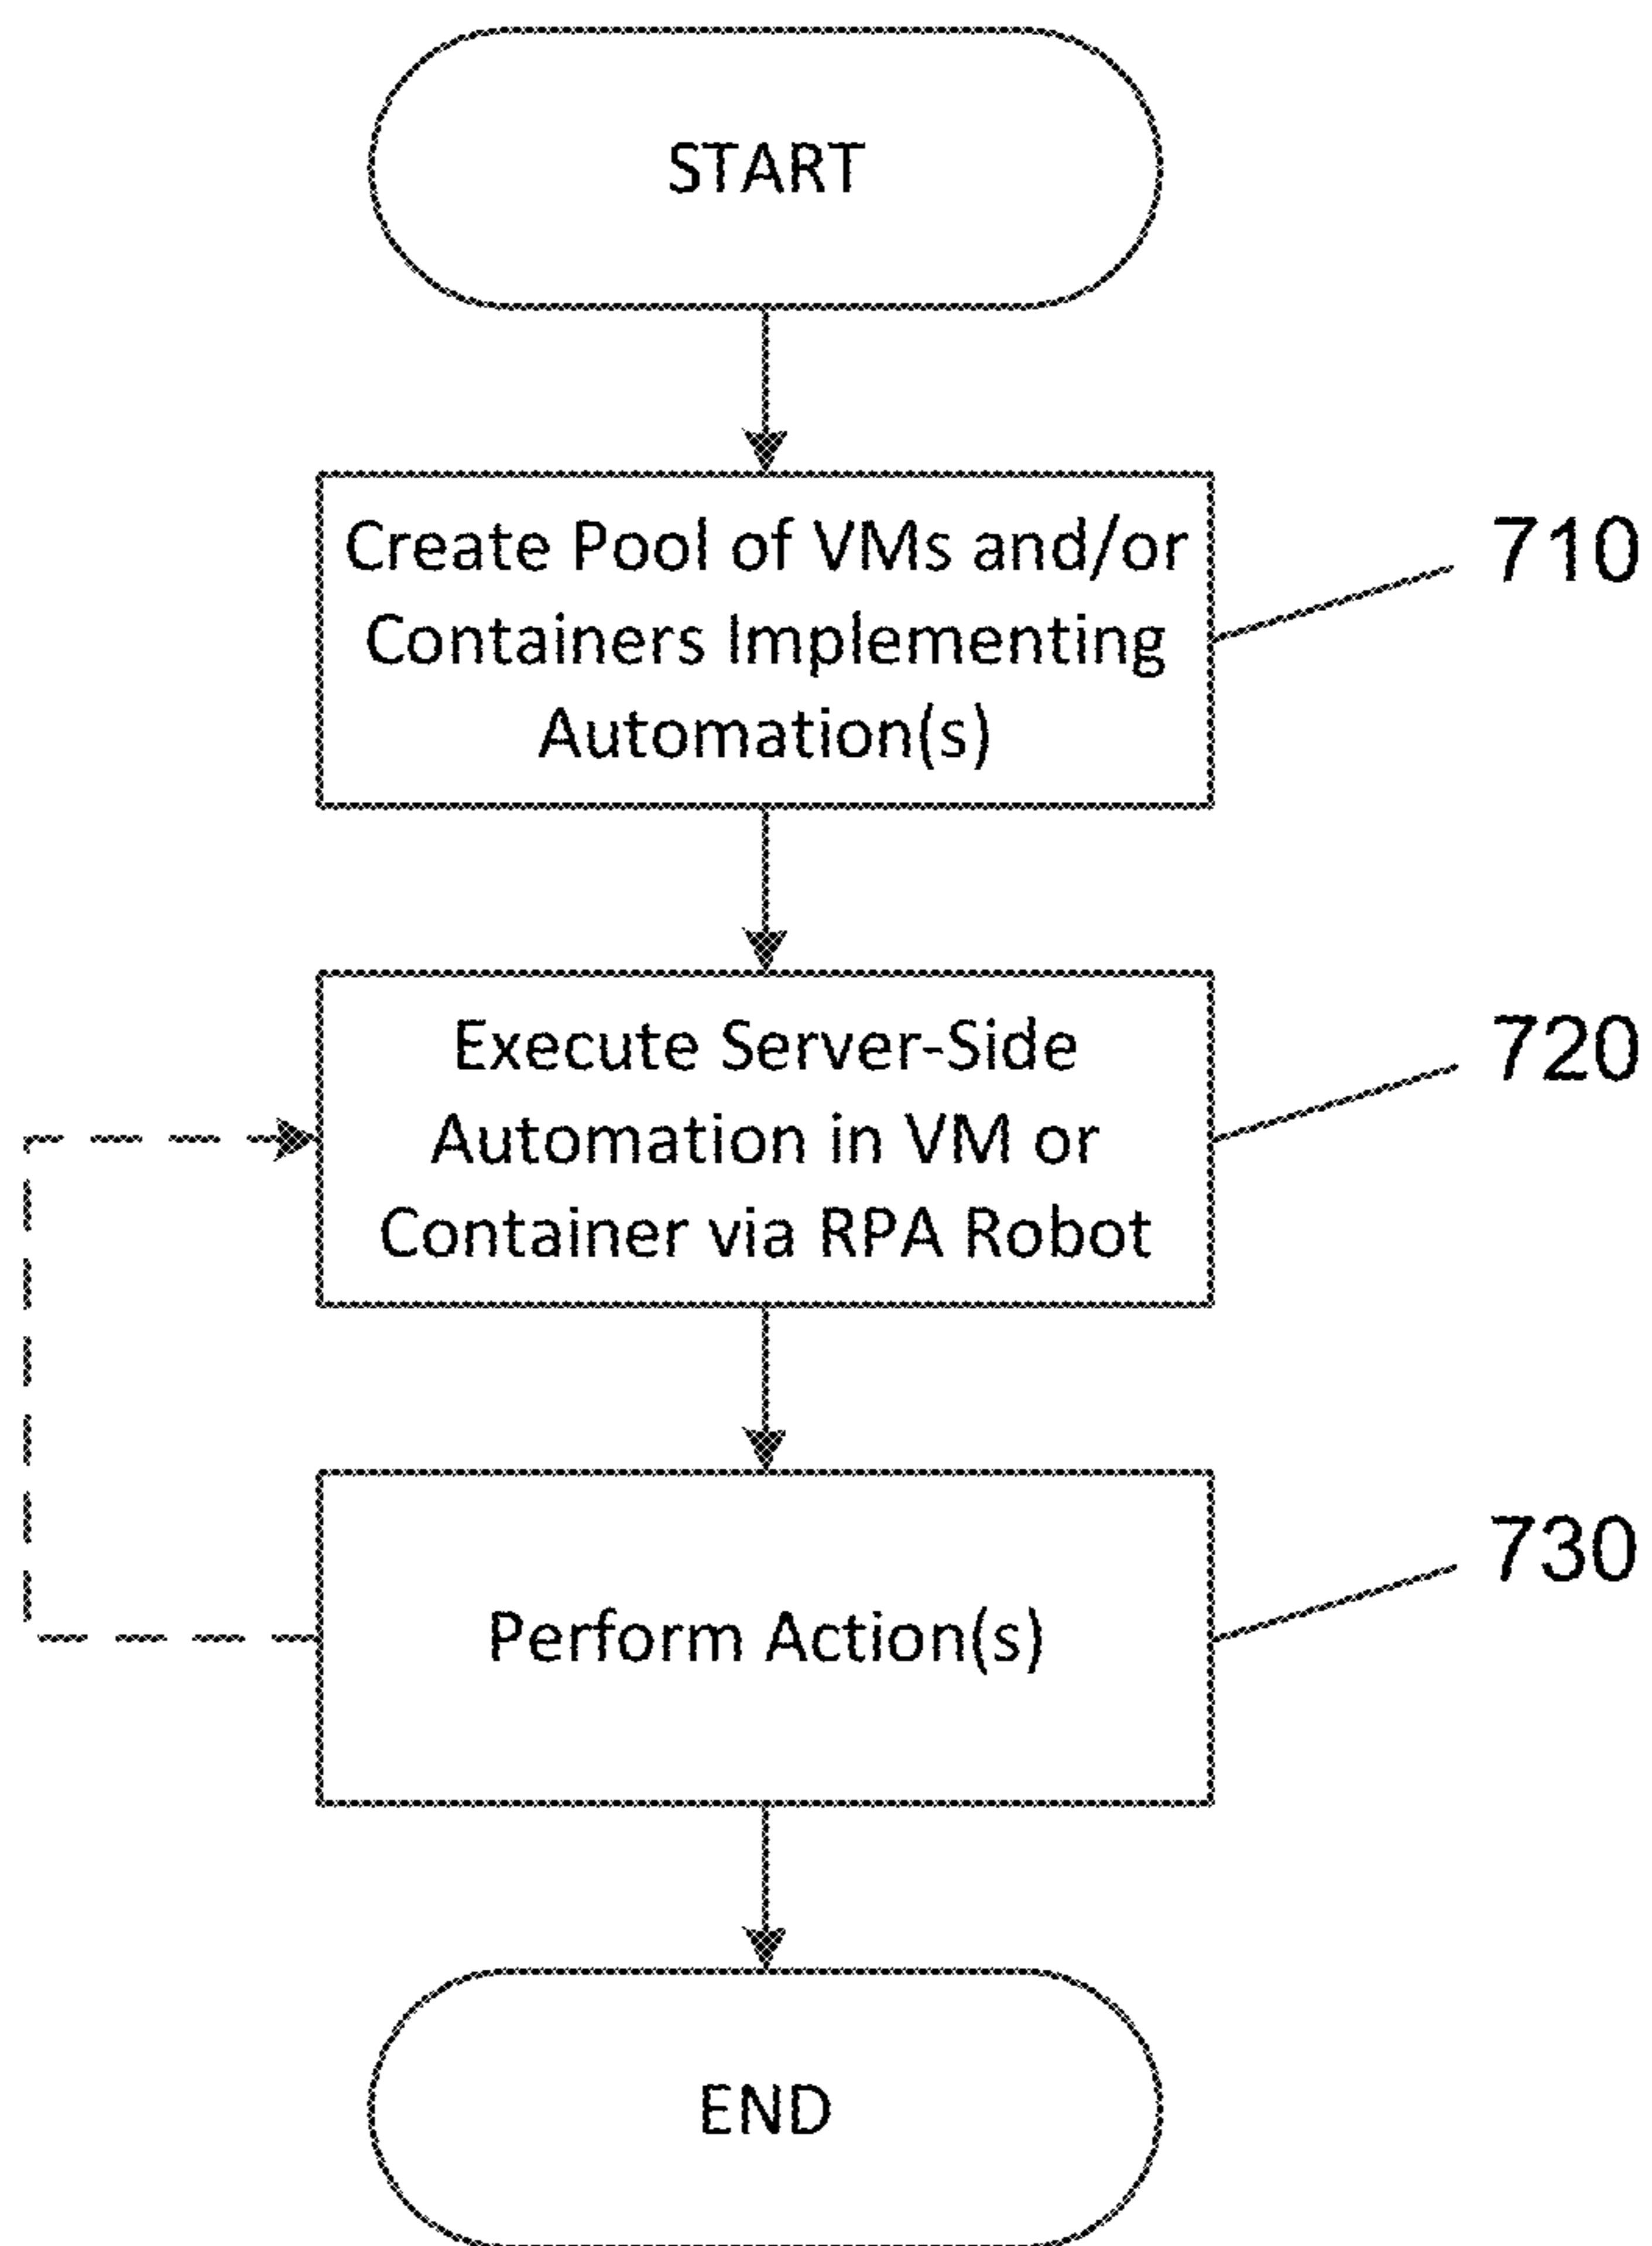 START
Create Pool of VMs and/or
Containers Implementing
Automation(s)
710
Execute Server-Side
Automation in VM or
Container via RPA Robot
720
Perform Action(s)
730
END